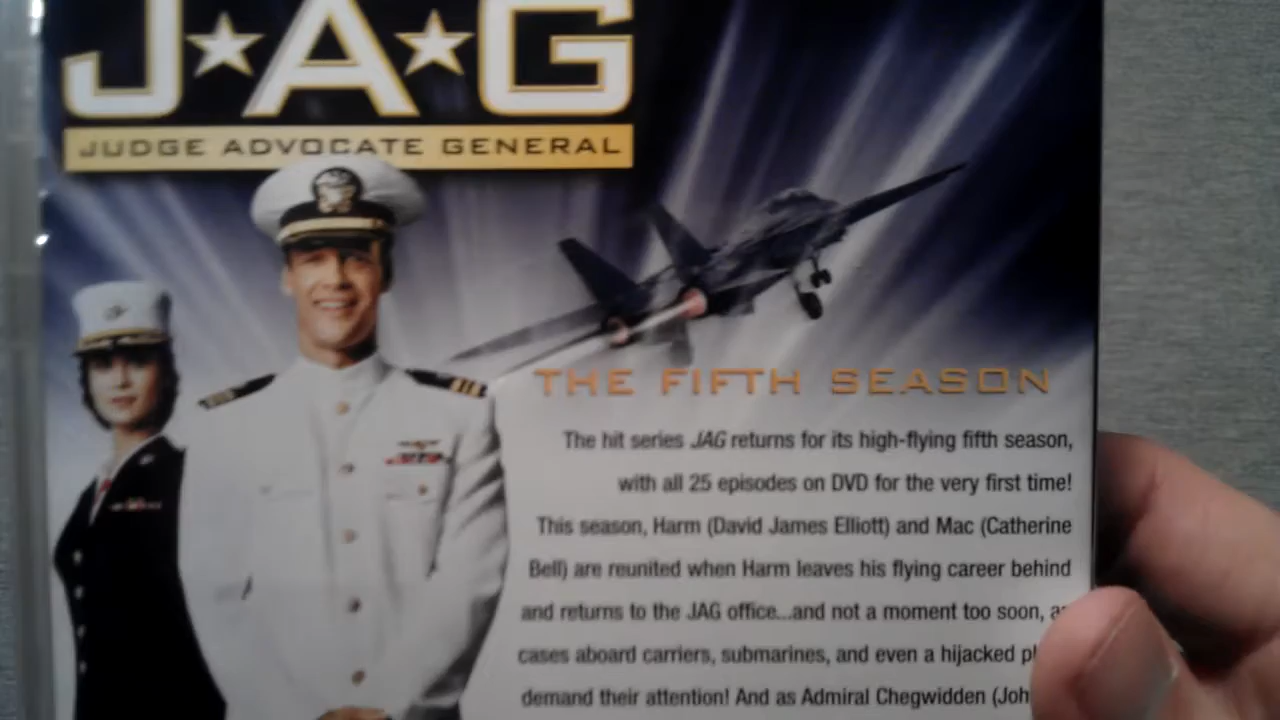 JAG
JUDGE ADVOCATE GENERAL
THE FIFTH SEASON
The hit series JAG returns for its high-flying fifth season,
with all 25 episodes on DVD for the very first time!
This season, Harm (David James Elliott) and Mac (Catherine
Bell) are reunited when Harm leaves his flying career behind
and returns to the JAG office...and not a moment too soon,
cases aboard carriers, submarines, and even a hijacked
demand their attention! And as Admiral Chegwidden